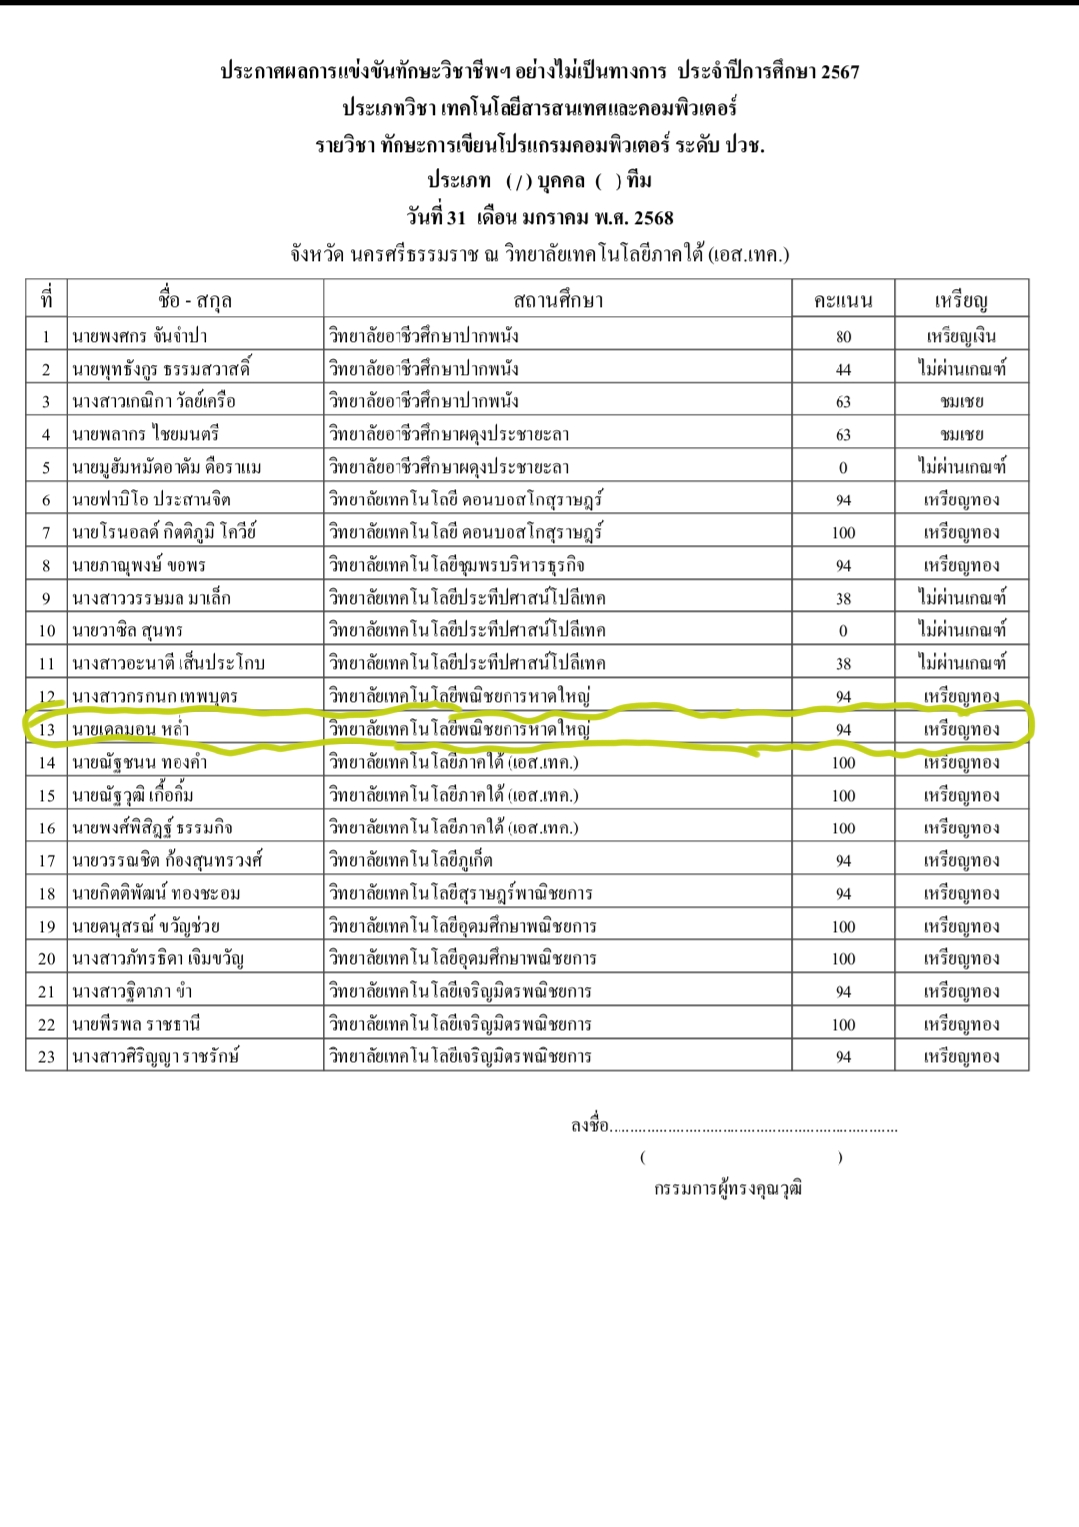 ประกาศผลการแข่งขันทักษะวิชาชีพฯ อย่างไม่เป็นทางการ ประจำปีการศึกษา 2567
ประเภทวิชา เทคโนโลยีสารสนเทศและคอมพิวเตอร์
รายวิชา ทักษะการเขียนโปรแกรมคอมพิวเตอร์ ระดับ ปวช.
ประเภท (/) บุคคล ( ) ทีม
วันที่ 31 เดือน มกราคม พ.ศ. 2568
จังหวัด นครศรีธรรมราช ณ วิทยาลัยเทคโนโลยีภาคใต้ (เอส.เทค.)
ที่ ชื่อ - สกุล สถานศึกษา คะแนน เหรียญ
1 นายพงศกร จันจำปา วิทยาลัยอาชีวศึกษาปากพนัง 80 เหรียญเงิน
2 นายพุทธังกูร ธรรมสวาสดิ์ วิทยาลัยอาชีวศึกษาปากพนัง 44 ไม่ผ่านเกณฑ์
3 นางสาวเกณิกา วัลย์เครือ วิทยาลัยอาชีวศึกษาปากพนัง 63 ชมเชย
4 นายพลากร ไชยมนตรี วิทยาลัยอาชีวศึกษาผดุงประชายะลา 63 ชมเชย
5 นายมูฮัมหมัดอาดัม ดือราแม วิทยาลัยอาชีวศึกษาผดุงประชายะลา 0 ไม่ผ่านเกณฑ์
6 นายฟาบิโอ ประสานจิต วิทยาลัยเทคโนโลยี ดอนบอสโกสุราษฎร์ 94 เหรียญทอง
7 นายโรนอลด์ กิตติภูมิ โควีย์ วิทยาลัยเทคโนโลยี ดอนบอสโกสุราษฎร์ 100 เหรียญทอง
8 นายภาณุพงษ์ ขอพร วิทยาลัยเทคโนโลยีชุมพรบริหารธุรกิจ 94 เหรียญทอง
9 นางสาววรรษมล มาเล็ก วิทยาลัยเทคโนโลยีประทีปศาสน์โปลีเทค 38 ไม่ผ่านเกณฑ์
10 นายวาซิล สุนทร วิทยาลัยเทคโนโลยีประทีปศาสน์โปลีเทค 0 ไม่ผ่านเกณฑ์
11 นางสาวอะนาตี เส็นประโกบ วิทยาลัยเทคโนโลยีประทีปศาสน์โปลีเทค 38 ไม่ผ่านเกณฑ์
12 นางสาวกรกนก เทพบุตร วิทยาลัยเทคโนโลยีพณิชยการหาดใหญ่ 94 เหรียญทอง
13 นายเดลมอน หล่ำ วิทยาลัยเทคโนโลยีพณิชยการหาดใหญ่ 94 เหรียญทอง
14 นายณัฐชนน ทองคำ วิทยาลัยเทคโนโลยีภาคใต้ (เอส.เทค.) 100 เหรียญทอง
15 นายณัฐวุฒิ เกื้อกิ้ม วิทยาลัยเทคโนโลยีภาคใต้ (เอส.เทค.) 100 เหรียญทอง
16 นายพงศ์พิสิฎฐ์ ธรรมกิจ วิทยาลัยเทคโนโลยีภาคใต้ (เอส.เทค.) 100 เหรียญทอง
17 นายวรรณชิต ก้องสุนทรวงศ์ วิทยาลัยเทคโนโลยีภูเก็ต 94 เหรียญทอง
18 นายกิตติพัฒน์ ทองชะอม วิทยาลัยเทคโนโลยีสุราษฎร์พาณิชยการ 94 เหรียญทอง
19 นายดนุสรณ์ ขวัญช่วย วิทยาลัยเทคโนโลยีอุดมศึกษาพณิชยการ 100 เหรียญทอง
20 นางสาวภัทรธิดา เจิมขวัญ วิทยาลัยเทคโนโลยีอุดมศึกษาพณิชยการ 100 เหรียญทอง
21 นางสาวฐิตาภา ขำ วิทยาลัยเทคโนโลยีเจริญมิตรพณิชยการ 94 เหรียญทอง
22 นายพีรพล ราชธานี วิทยาลัยเทคโนโลยีเจริญมิตรพณิชยการ 100 เหรียญทอง
23 นางสาวศิริญญา ราชรักษ์ วิทยาลัยเทคโนโลยีเจริญมิตรพณิชยการ 94 เหรียญทอง
ลงชื่อ......................................................................
( )
กรรมการผู้ทรงคุณวุฒิ